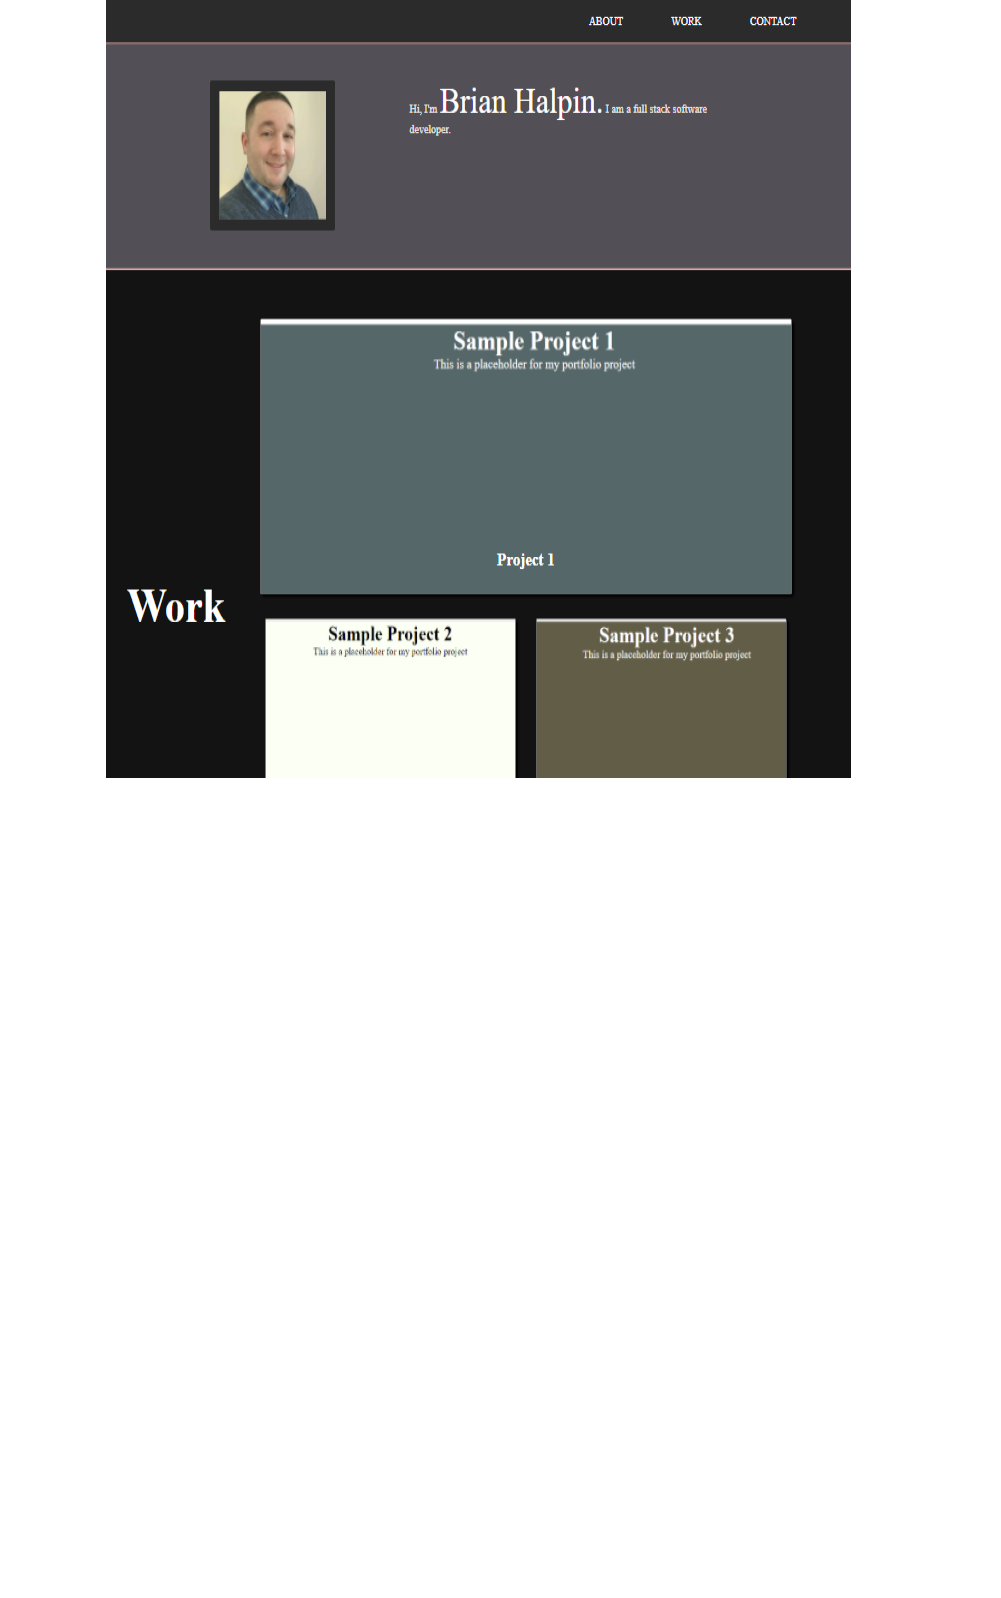 ABOUT WORK CONTACT
Hi, I'm Brian Halpin. I am a full stack software
developer.
Sample Project 1
This is a placeholder for my portfolio project
Project 1
Work
Sample Project 2
This is a placeholder for my portfolio project
Sample Project 3
This is a placeholder for my portfolio project